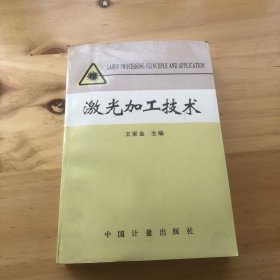 LASER PROCESSING PRINCIPLE AND APPLICATION
激光加工技术
王家金 主编
中国计量出版社